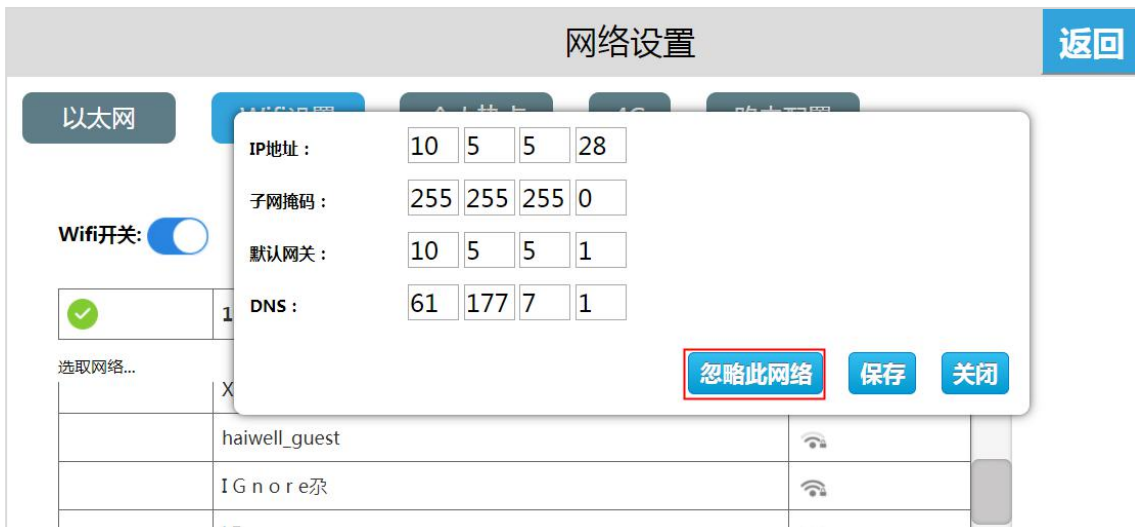 网络设置
返回
以太网
IP地址： 10 5 5 28
子网掩码： 255 255 255 0
Wifi开关:
默认网关： 10 5 5 1
DNS： 61 177 7 1
1
选取网络...
忽略此网络 保存 关闭
X
haiwell_guest
I G n o r e尕